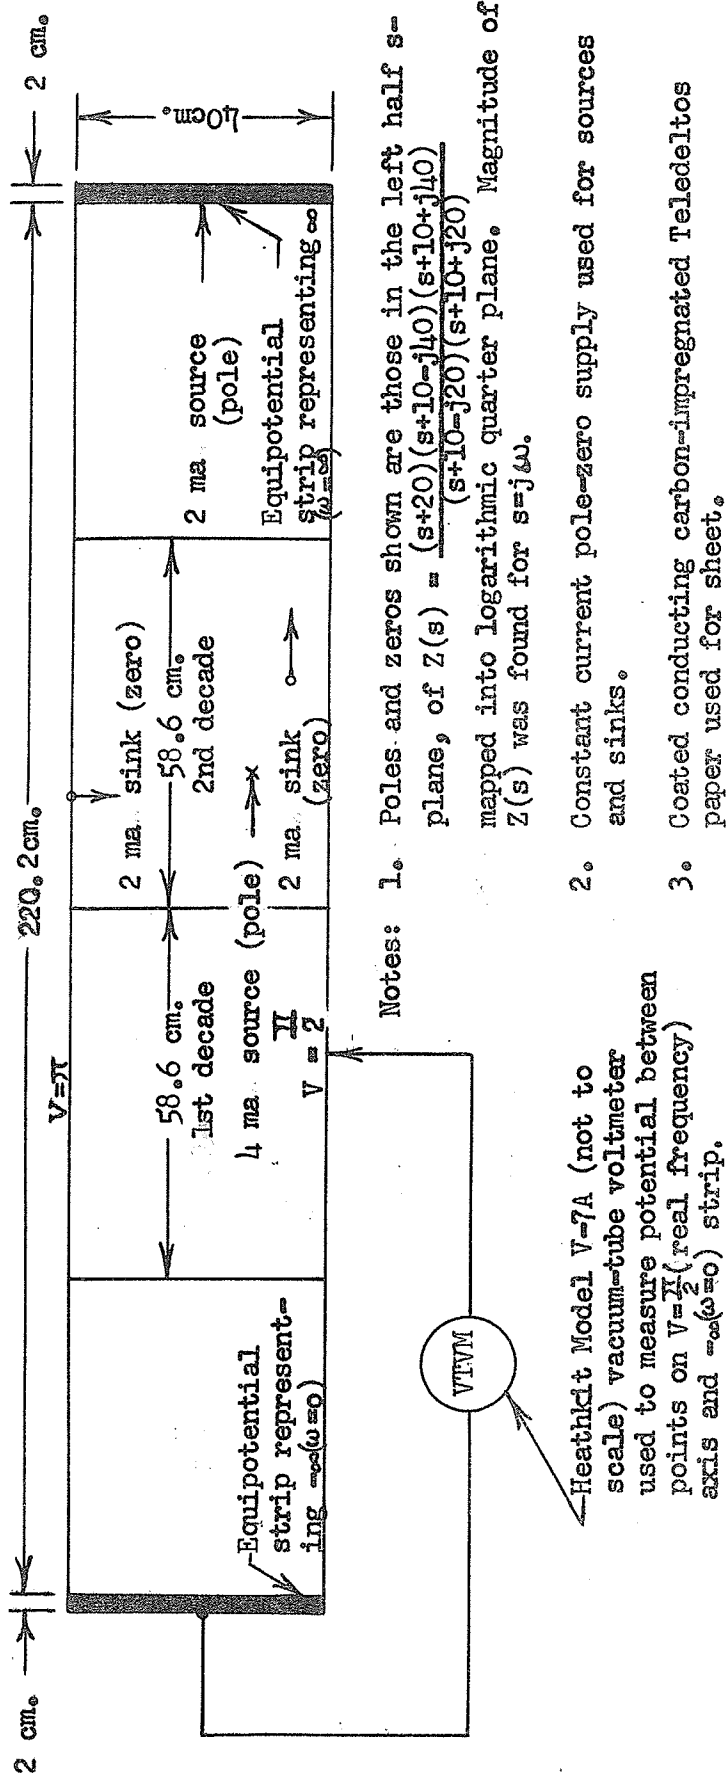 2 cm.
220.2cm.
2 cm.
40cm.
V=π
58.6 cm.
1st decade
58.6 cm.
2nd decade
2 ma sink (zero)
4 ma source (pole)
2 ma sink
(zero)
2 ma source
(pole)
Equipotential
strip representing ∞
(ω=∞)
Equipotential
strip represent-
ing -∞(ω=0)
V = π/2
VTVM
Heathkit Model V-7A (not to
scale) vacuum-tube voltmeter
used to measure potential between
points on V=π/2(real frequency)
axis and -∞(ω=0) strip.
Notes: 1. Poles and zeros shown are those in the left half s-
plane, of Z(s) = (s+20)(s+10-j40)(s+10+j40)
(s+10-j20)(s+10+j20)
mapped into logarithmic quarter plane. Magnitude of
Z(s) was found for s=jω.
2. Constant current pole-zero supply used for sources
and sinks.
3. Coated conducting carbon-impregnated Teledeltos
paper used for sheet.